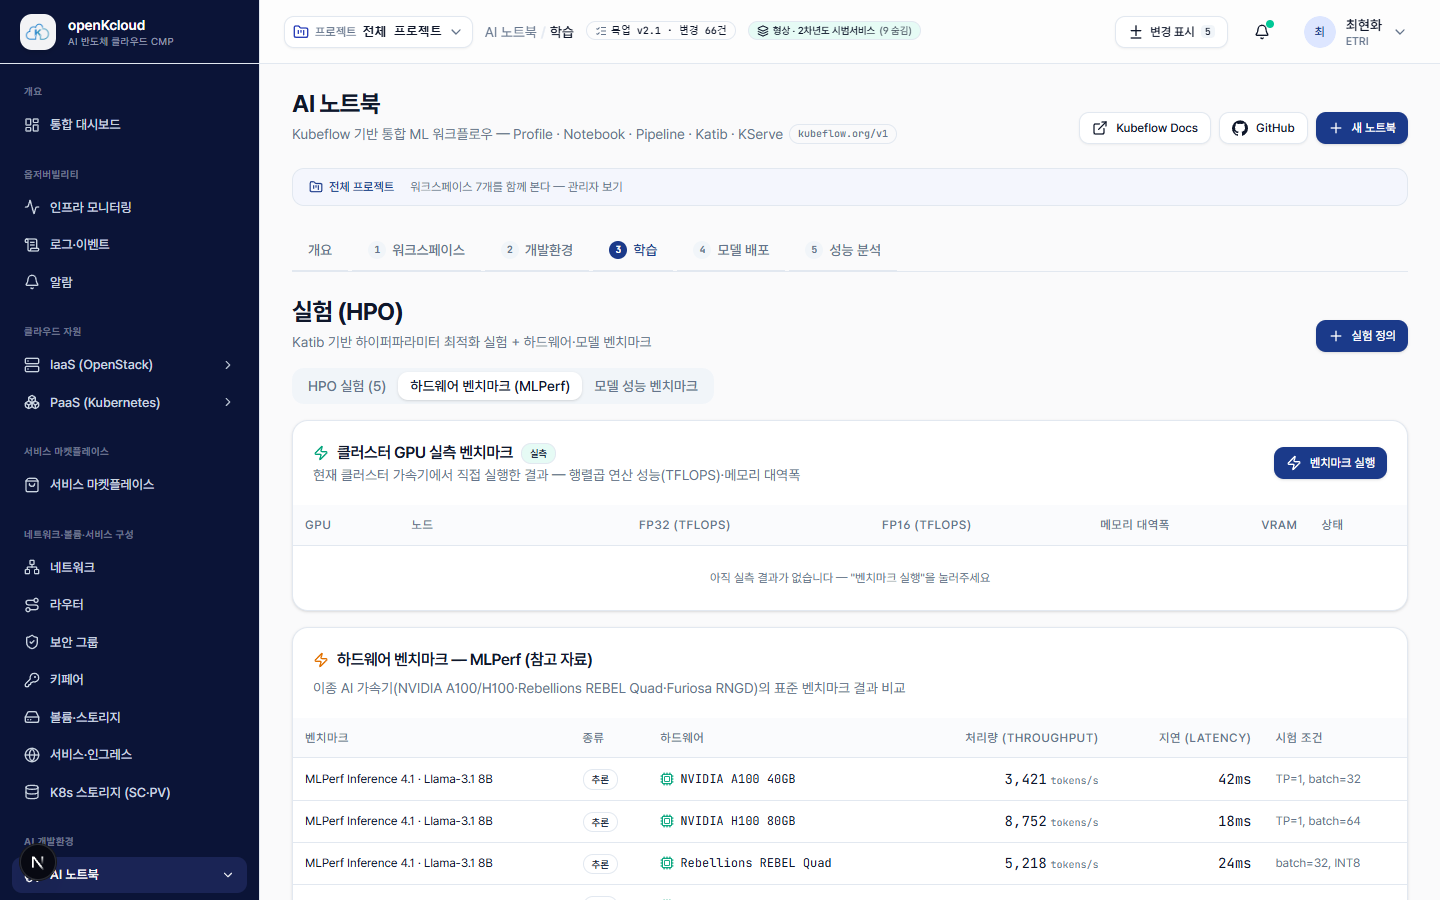 openKcloud
AI 반도체 클라우드 CMP
개요
통합 대시보드
옵저버빌리티
인프라 모니터링
로그·이벤트
알람
클라우드 자원
IaaS (OpenStack)
PaaS (Kubernetes)
서비스 마켓플레이스
서비스 마켓플레이스
네트워크·볼륨·서비스 구성
네트워크
라우터
보안 그룹
키페어
볼륨·스토리지
서비스·인그레스
K8s 스토리지 (SC·PV)
AI 개발환경
N
AI 노트북
프로젝트 전체 프로젝트
AI 노트북 / 학습
목업 v2.1 · 변경 66건
형상 · 2차년도 시범서비스 (9 숨김)
변경 표시 5
최
최현화
ETRI
AI 노트북
Kubeflow 기반 통합 ML 워크플로우 — Profile · Notebook · Pipeline · Katib · KServe kubeflow.org/v1
Kubeflow Docs
GitHub
새 노트북
전체 프로젝트 워크스페이스 7개를 함께 본다 — 관리자 보기
개요
1 워크스페이스
2 개발환경
3 학습
4 모델 배포
5 성능 분석
실험 (HPO)
Katib 기반 하이퍼파라미터 최적화 실험 + 하드웨어·모델 벤치마크
실험 정의
HPO 실험 (5)
하드웨어 벤치마크 (MLPerf)
모델 성능 벤치마크
클러스터 GPU 실측 벤치마크 실측
현재 클러스터 가속기에서 직접 실행한 결과 — 행렬곱 연산 성능(TFLOPS)·메모리 대역폭
벤치마크 실행
GPU 노드 FP32 (TFLOPS) FP16 (TFLOPS) 메모리 대역폭 VRAM 상태
아직 실측 결과가 없습니다 — "벤치마크 실행"을 눌러주세요
하드웨어 벤치마크 — MLPerf (참고 자료)
이종 AI 가속기(NVIDIA A100/H100·Rebellions REBEL Quad·Furiosa RNGD)의 표준 벤치마크 결과 비교
벤치마크 종류 하드웨어 처리량 (THROUGHPUT) 지연 (LATENCY) 시험 조건
MLPerf Inference 4.1 · Llama-3.1 8B 추론 NVIDIA A100 40GB 3,421 tokens/s 42ms TP=1, batch=32
MLPerf Inference 4.1 · Llama-3.1 8B 추론 NVIDIA H100 80GB 8,752 tokens/s 18ms TP=1, batch=64
MLPerf Inference 4.1 · Llama-3.1 8B 추론 Rebellions REBEL Quad 5,218 tokens/s 24ms batch=32, INT8